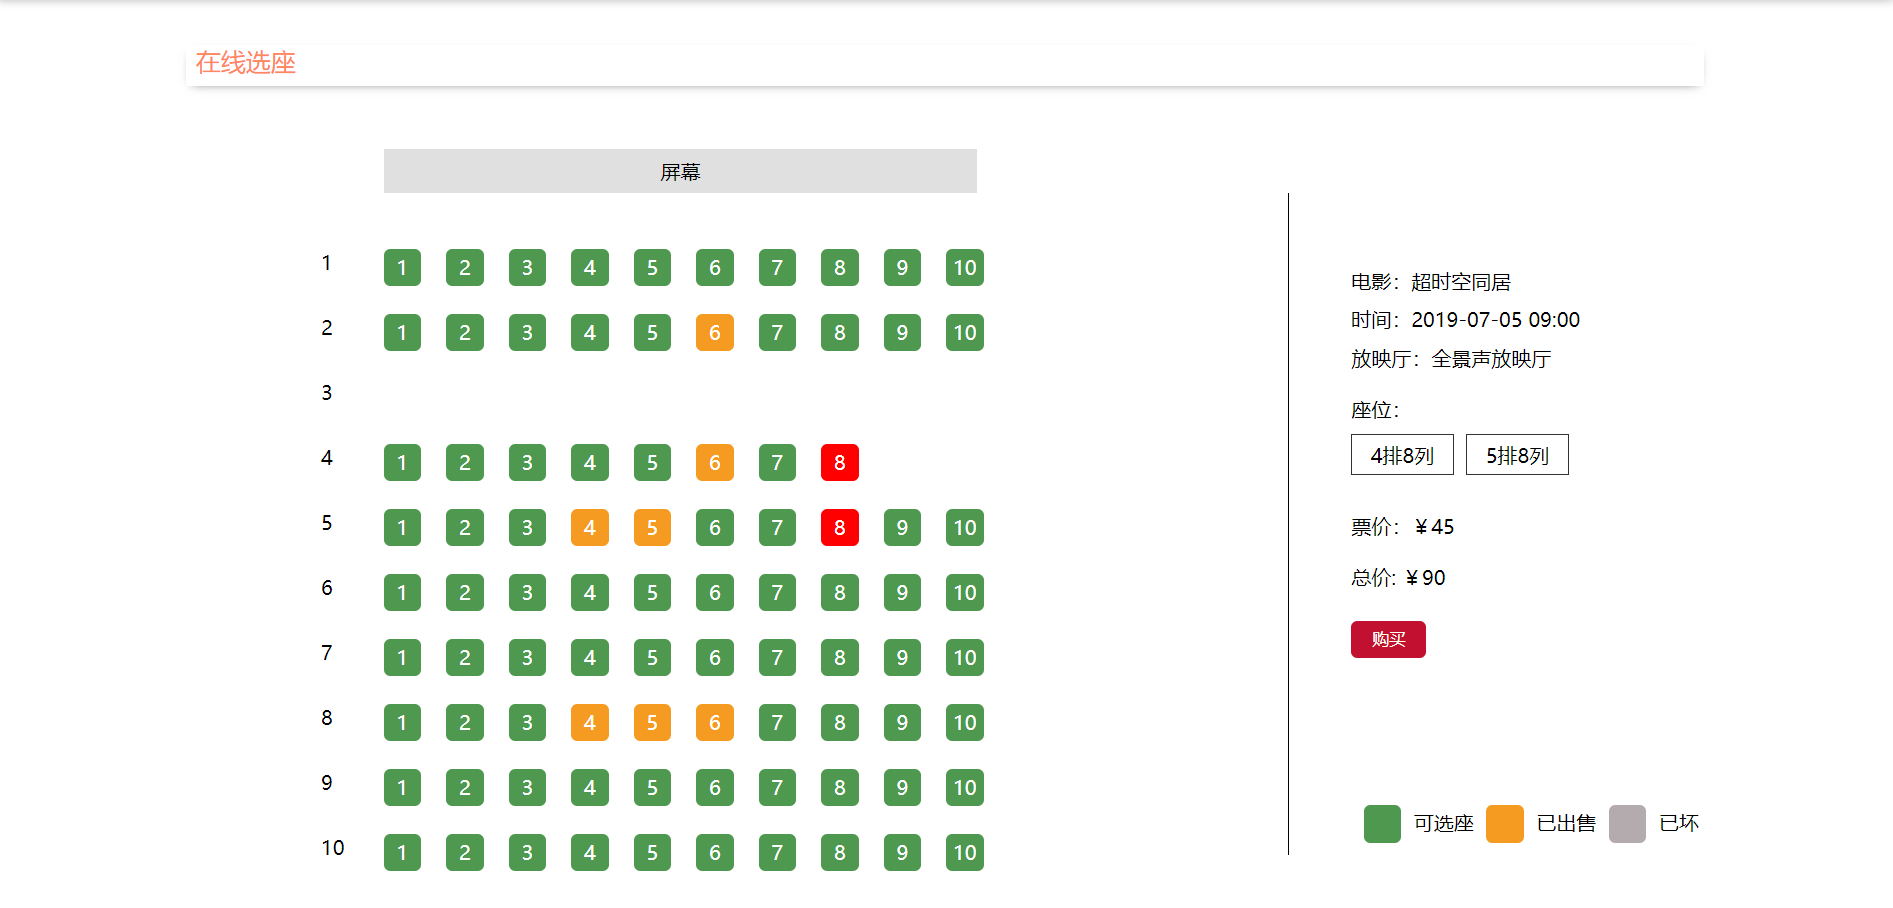 在线选座
屏幕
1 1 2 3 4 5 6 7 8 9 10
2 1 2 3 4 5 6 7 8 9 10
3
4 1 2 3 4 5 6 7 8
5 1 2 3 4 5 6 7 8 9 10
6 1 2 3 4 5 6 7 8 9 10
7 1 2 3 4 5 6 7 8 9 10
8 1 2 3 4 5 6 7 8 9 10
9 1 2 3 4 5 6 7 8 9 10
10 1 2 3 4 5 6 7 8 9 10
电影：超时空同居
时间：2019-07-05 09:00
放映厅：全景声放映厅
座位：
4排8列 5排8列
票价：￥45
总价:￥90
购买
可选座 已出售 已坏